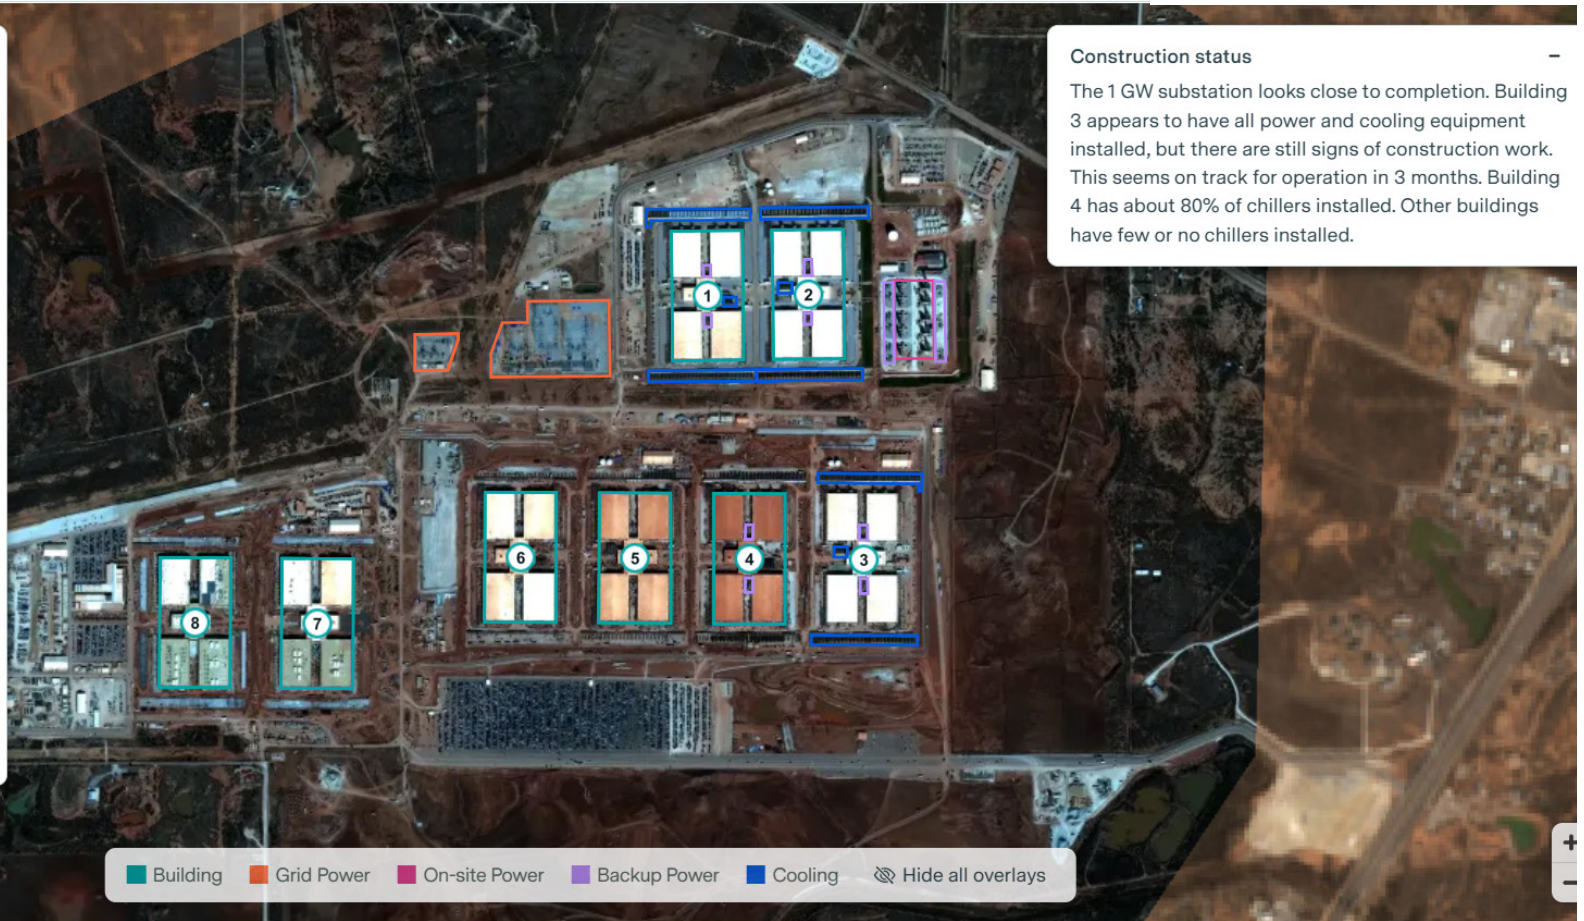 Construction status
The 1 GW substation looks close to completion. Building
3 appears to have all power and cooling equipment
installed, but there are still signs of construction work.
This seems on track for operation in 3 months. Building
4 has about 80% of chillers installed. Other buildings
have few or no chillers installed.
1
2
6
5
4
3
8
7
Building
Grid Power
On-site Power
Backup Power
Cooling
Hide all overlays